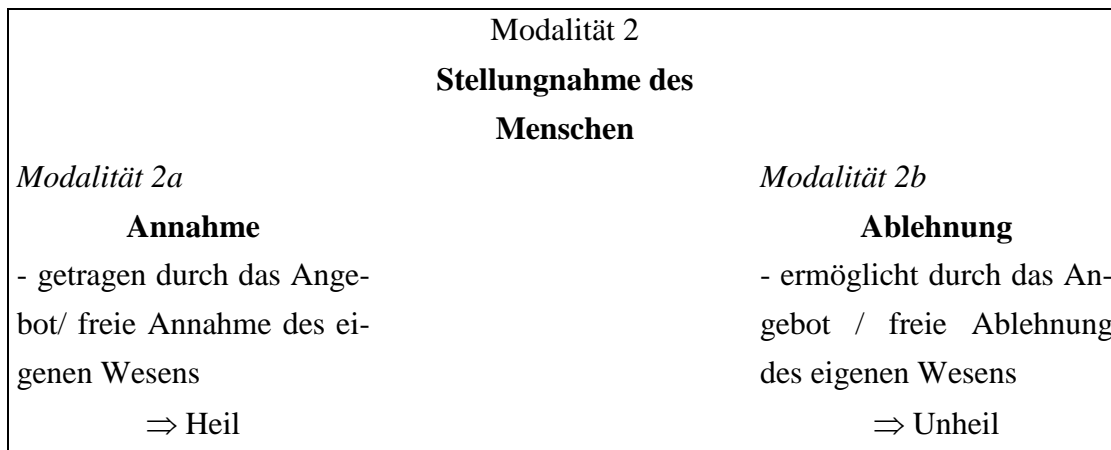 Modalität 2
Stellungnahme des
Menschen
Modalität 2a
Annahme
- getragen durch das Ange-
bot/ freie Annahme des ei-
genen Wesens
⇒ Heil
Modalität 2b
Ablehnung
- ermöglicht durch das An-
gebot / freie Ablehnung
des eigenen Wesens
⇒ Unheil